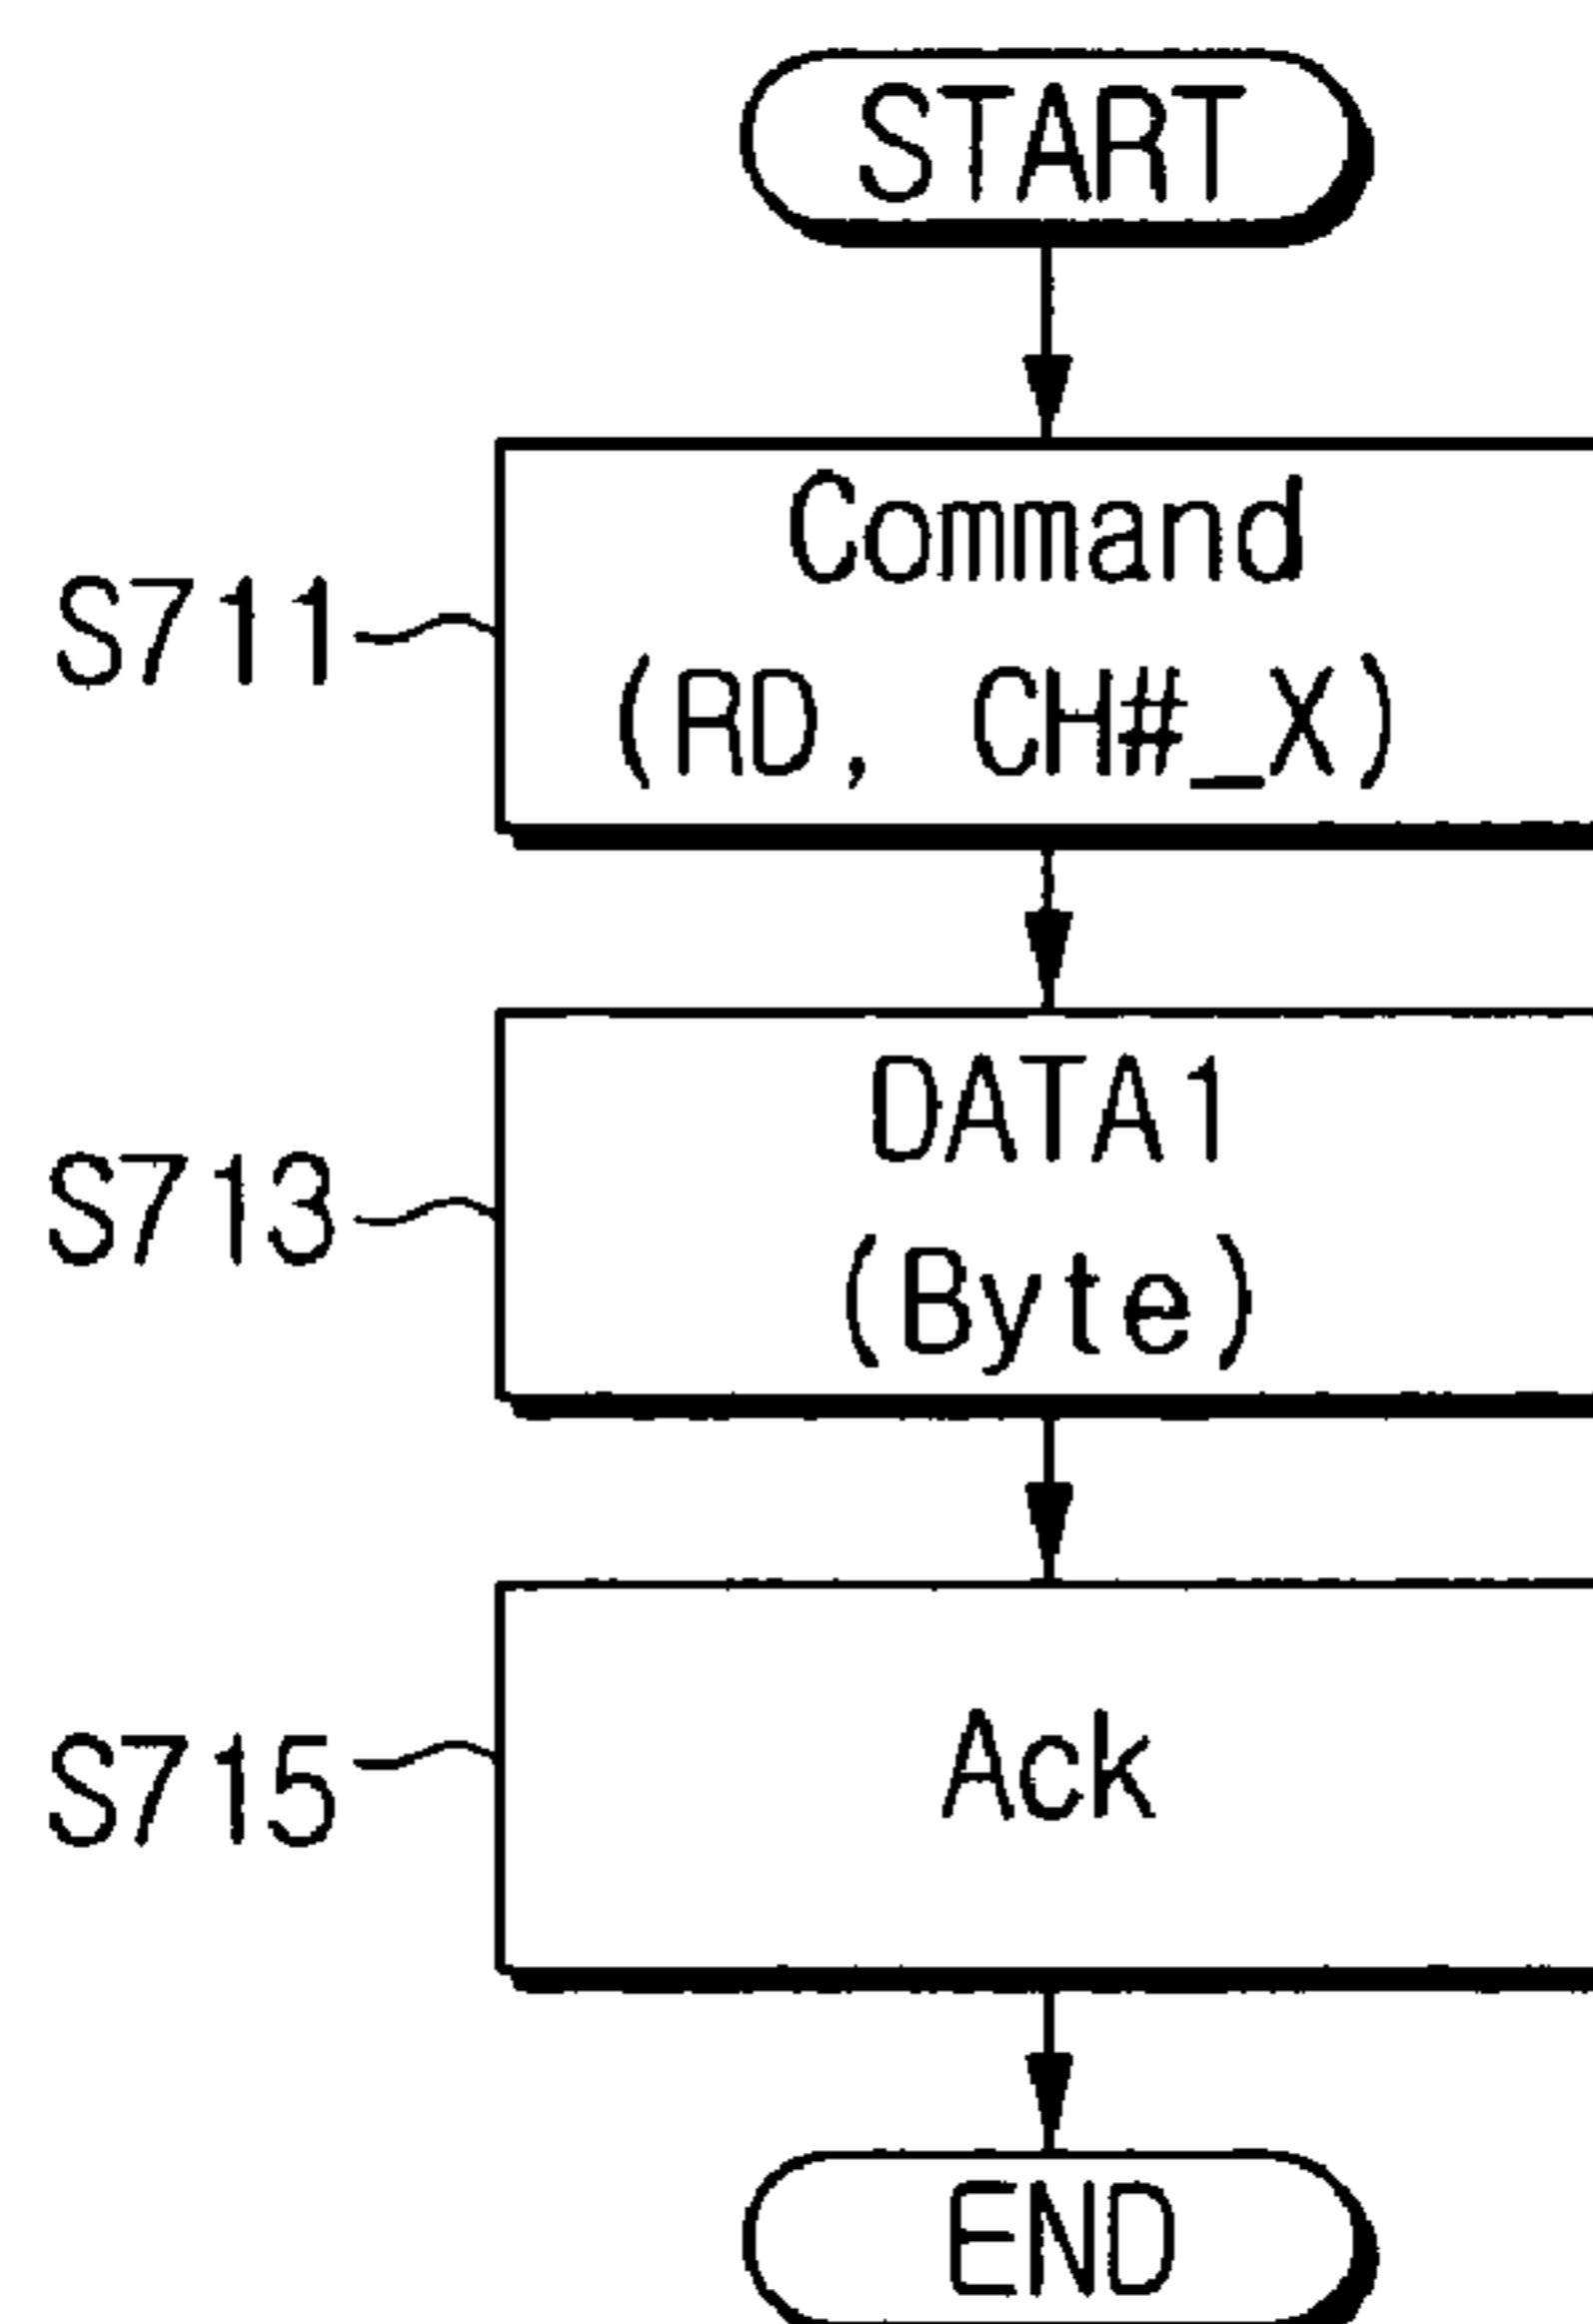 START
Command
S711
(RD, CH#_X)
DATA1
S713
(Byte)
Ack
S715
END